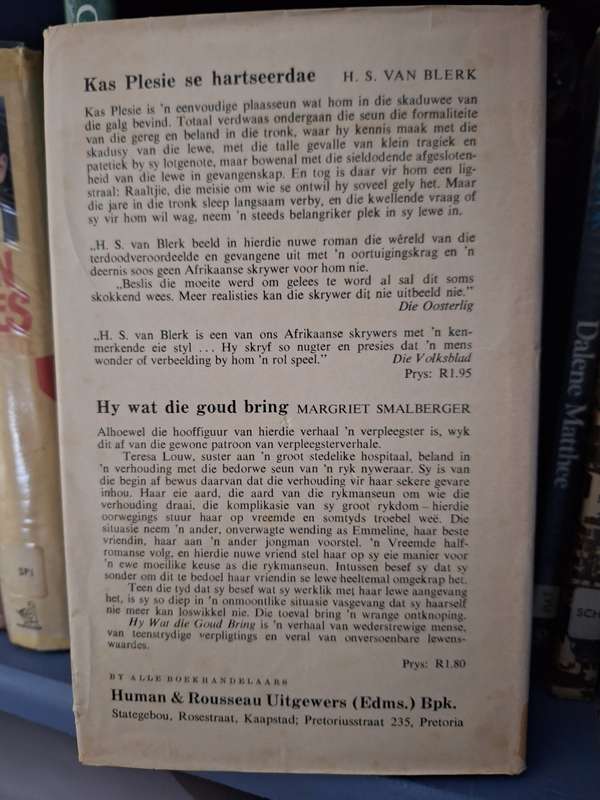 Kas Plesie se hartseerdae H. S. VAN BLERK
Kas Plesie is 'n eenvoudige plaasseun wat hom in die skaduwee van
die galg bevind. Totaal verdwaas ondergaan die seun die formaliteite
van die gereg en beland in die tronk, waar hy kennis maak met die
skadusy van die lewe, met die talle gevalle van klein tragiek en
patetiek by sy lotgenote, maar bowenal met die sieldodende afgesloten-
heid van die lewe in gevangenskap. En tog is daar vir hom een lig-
straal: Raaltjie, die meisie om wie se ontwil hy soveel gely het. Maar
die jare in die tronk sleep langsaam verby, en die kwellende vraag of
sy vir hom wil wag, neem 'n steeds belangriker plek in sy lewe in.
„H. S. van Blerk beeld in hierdie nuwe roman die wêreld van die
terdoodveroordeelde en gevangene uit met 'n oortuigingskrag en 'n
deernis soos geen Afrikaanse skrywer voor hom nie.
„Beslis die moeite werd om gelees te word al sal dit soms
skokkend wees. Meer realisties kan die skrywer dit nie uitbeeld nie."
Die Oosterlig
„H. S. van Blerk is een van ons Afrikaanse skrywers met 'n ken-
merkende eie styl ... Hy skryf so nugter en presies dat 'n mens
wonder of verbeelding by hom 'n rol speel." Die Volksblad
Prys: R1.95
Hy wat die goud bring MARGRIET SMALBERGER
Alhoewel die hooffiguur van hierdie verhaal 'n verpleegster is, wyk
dit af van die gewone patroon van verpleegsterverhale.
Teresa Louw, suster aan 'n groot stedelike hospitaal, beland in
'n verhouding met die bedorwe seun van 'n ryk nyweraar. Sy is van
die begin af bewus daarvan dat die verhouding vir haar sekere gevare
inhou. Haar eie aard, die aard van die rykmanseun om wie die
verhouding draai, die komplikasie van sy groot rykdom – hierdie
oorwegings stuur haar op vreemde en somtyds troebel weë. Die
situasie neem 'n ander, onverwagte wending as Emmeline, haar beste
vriendin, haar aan 'n ander jongman voorstel. 'n Vreemde half-
romanse volg, en hierdie nuwe vriend stel haar op sy eie manier voor
'n ewe moeilike keuse as die rykmanseun. Intussen besef sy dat sy
sonder om dit te bedoel haar vriendin se lewe heeltemal omgekrap het.
Teen die tyd dat sy besef wat sy werklik met haar lewe aangevang
het, is sy so diep in 'n onmoontlike situasie vasgevang dat sy haarself
nie meer kan loswikkel nie. Die toeval bring 'n wrange ontknoping.
Hy Wat die Goud Bring is 'n verhaal van wederstrewige mense,
van teenstrydige verpligtings en veral van onversoenbare lewens-
waardes.
Prys: R1.80
BY ALLE BOEKHANDELAARS
Human & Rousseau Uitgewers (Edms.) Bpk.
Stategebou, Rosestraat, Kaapstad; Pretoriusstraat 235, Pretoria
SPI
Dalene Matthee
SCH